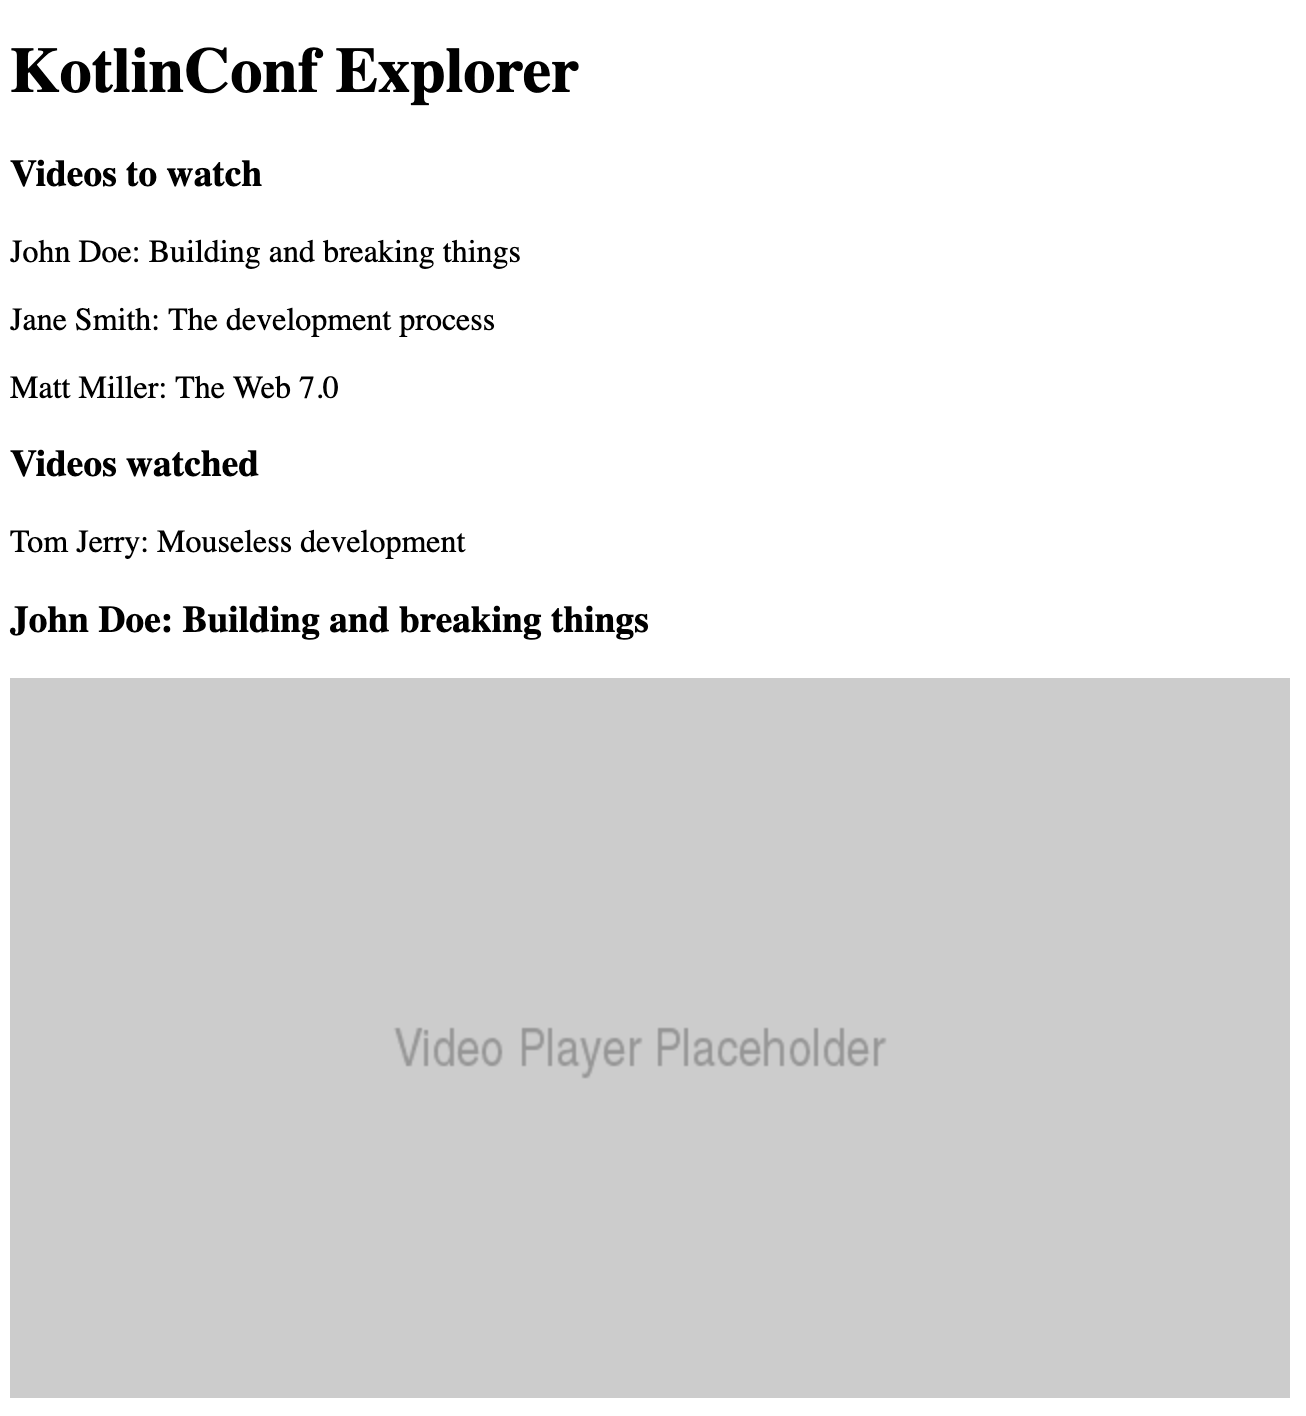 KotlinConf Explorer
Videos to watch
John Doe: Building and breaking things
Jane Smith: The development process
Matt Miller: The Web 7.0
Videos watched
Tom Jerry: Mouseless development
John Doe: Building and breaking things
Video Player Placeholder